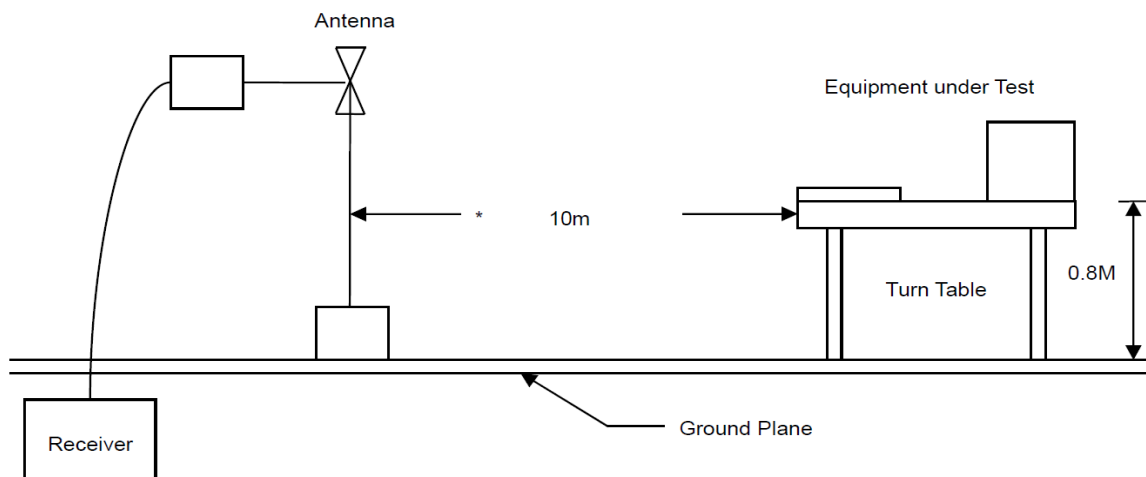 Antenna
Equipment under Test
* 10m
Turn Table
0.8M
Ground Plane
Receiver